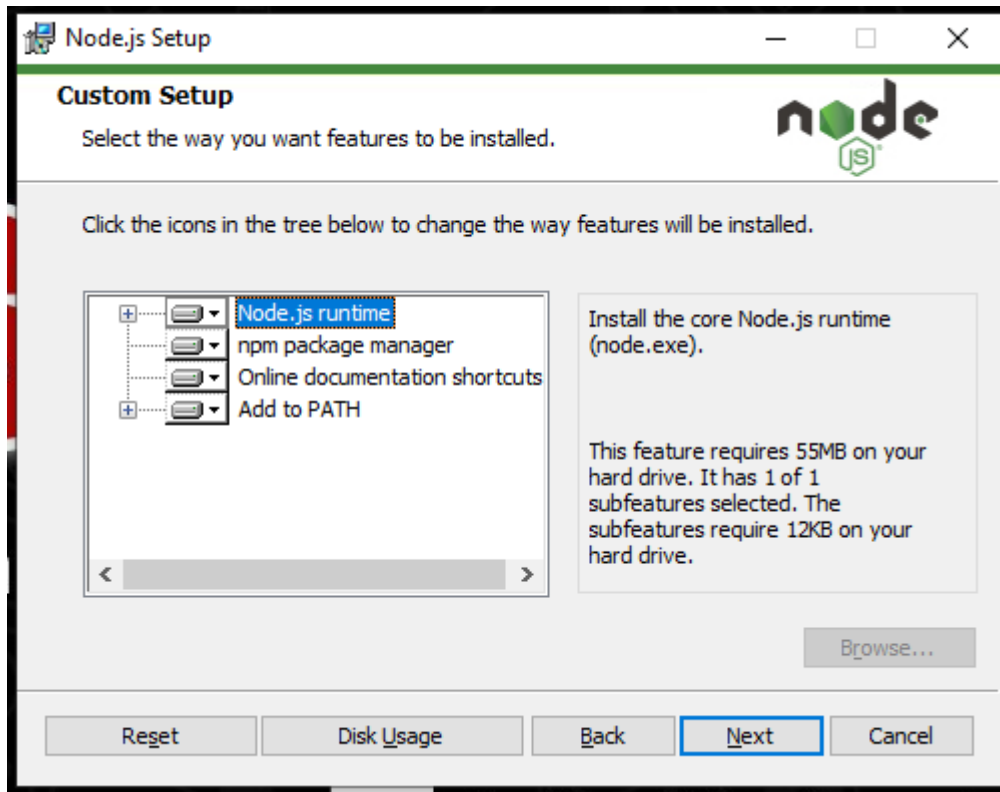 Node.js Setup
Custom Setup
Select the way you want features to be installed.
node
JS
Click the icons in the tree below to change the way features will be installed.
Node.js runtime
npm package manager
Online documentation shortcuts
Add to PATH
Install the core Node.js runtime
(node.exe).
This feature requires 55MB on your
hard drive. It has 1 of 1
subfeatures selected. The
subfeatures require 12KB on your
hard drive.
Browse...
Reset
Disk Usage
Back
Next
Cancel